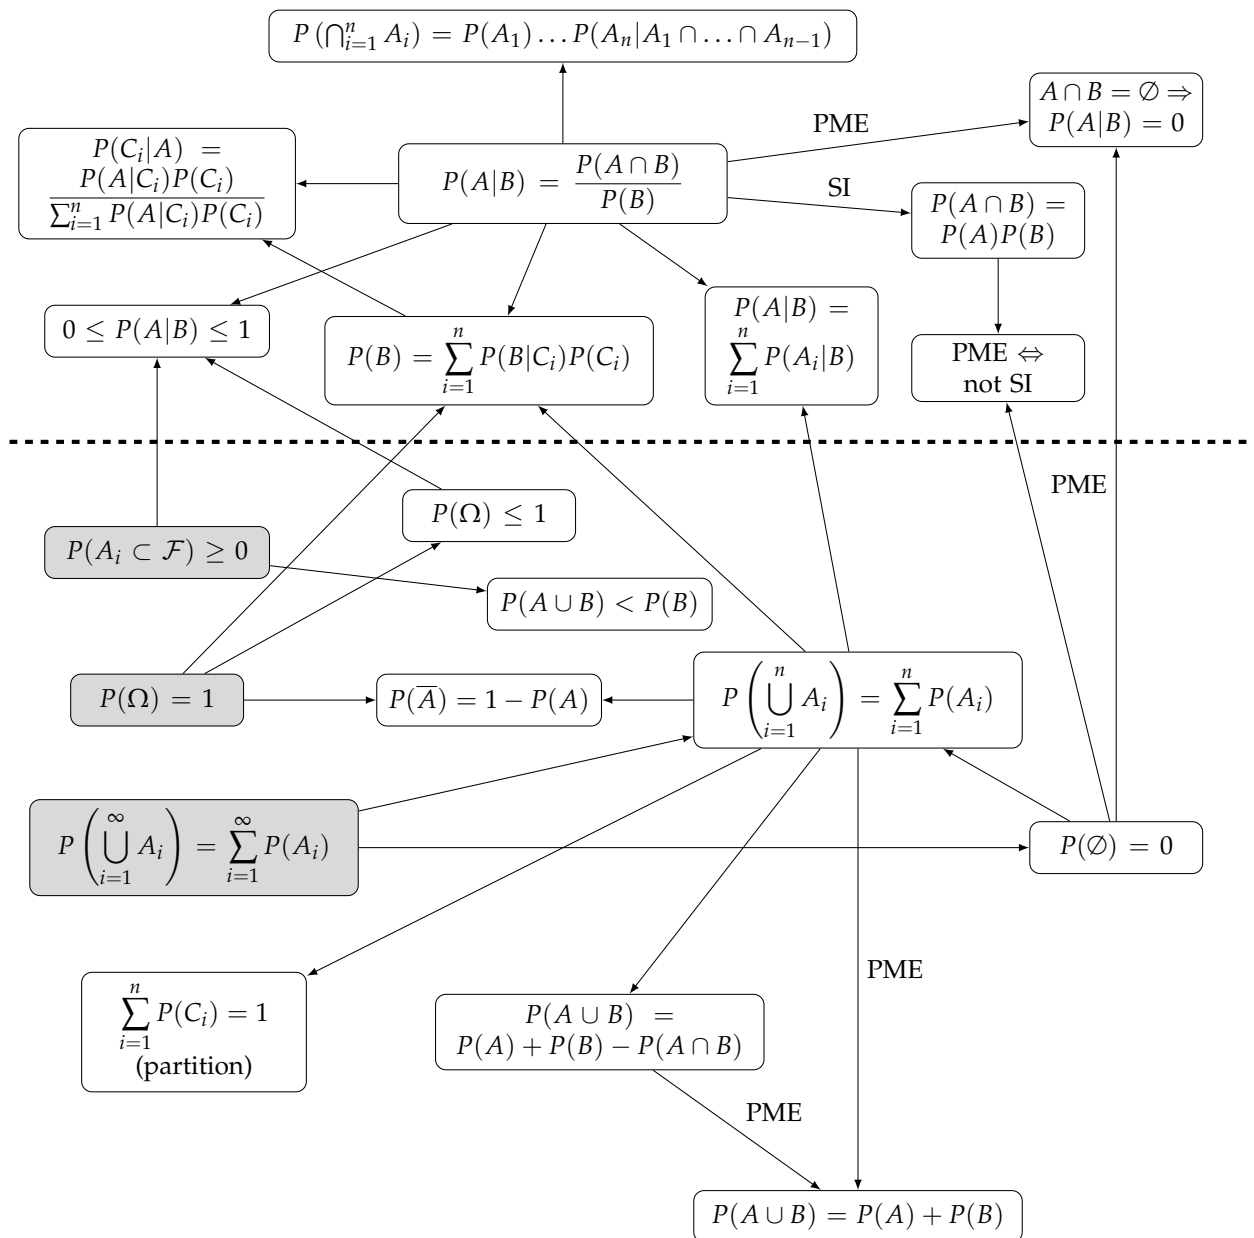 P (⋂ⁿᵢ₌₁ Aᵢ) = P(A₁) … P(Aₙ|A₁ ∩ … ∩ Aₙ₋₁)
A ∩ B = ∅ ⇒
P(A|B) = 0
PME
P(Cᵢ|A) =
P(A|Cᵢ)P(Cᵢ)
∑ⁿᵢ₌₁ P(A|Cᵢ)P(Cᵢ)
P(A|B) = P(A ∩ B) / P(B)
SI
P(A ∩ B) =
P(A)P(B)
0 ≤ P(A|B) ≤ 1
P(B) = ∑ⁿᵢ₌₁ P(B|Cᵢ)P(Cᵢ)
P(A|B) =
∑ⁿᵢ₌₁ P(Aᵢ|B)
PME ⇔
not SI
PME
P(Ω) ≤ 1
P(Aᵢ ⊂ ℱ) ≥ 0
P(A ∪ B) < P(B)
P(Ω) = 1
P(A̅) = 1 − P(A)
P (⋃ⁿᵢ₌₁ Aᵢ) = ∑ⁿᵢ₌₁ P(Aᵢ)
P (⋃^∞ᵢ₌₁ Aᵢ) = ∑^∞ᵢ₌₁ P(Aᵢ)
P(∅) = 0
PME
∑ⁿᵢ₌₁ P(Cᵢ) = 1
(partition)
P(A ∪ B) =
P(A) + P(B) − P(A ∩ B)
PME
P(A ∪ B) = P(A) + P(B)